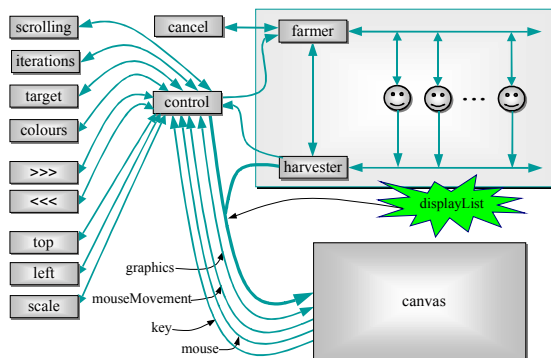 scrolling
cancel
farmer
iterations
target
control
colours
...
>>>
harvester
<<<
displayList
top
graphics
left
mouseMovement
canvas
scale
key
mouse